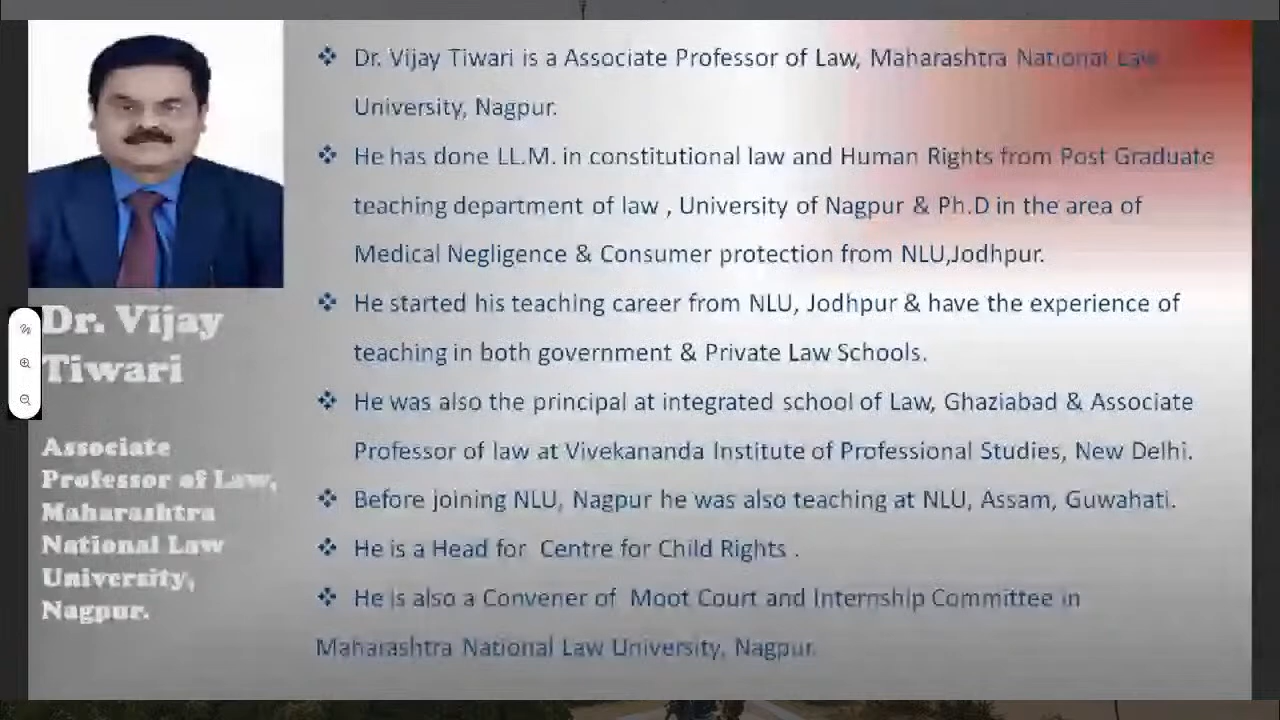 Dr. Vijay
Tiwari
Associate
Professor of Law,
Maharashtra
National Law
University,
Nagpur.
Dr. Vijay Tiwari is a Associate Professor of Law, Maharashtra National Law
University, Nagpur.
He has done LL.M. in constitutional law and Human Rights from Post Graduate
teaching department of law , University of Nagpur & Ph.D in the area of
Medical Negligence & Consumer protection from NLU,Jodhpur.
He started his teaching career from NLU, Jodhpur & have the experience of
teaching in both government & Private Law Schools.
He was also the principal at integrated school of Law, Ghaziabad & Associate
Professor of law at Vivekananda Institute of Professional Studies, New Delhi.
Before joining NLU, Nagpur he was also teaching at NLU, Assam, Guwahati.
He is a Head for Centre for Child Rights .
He is also a Convener of Moot Court and Internship Committee in
Maharashtra National Law University, Nagpur.